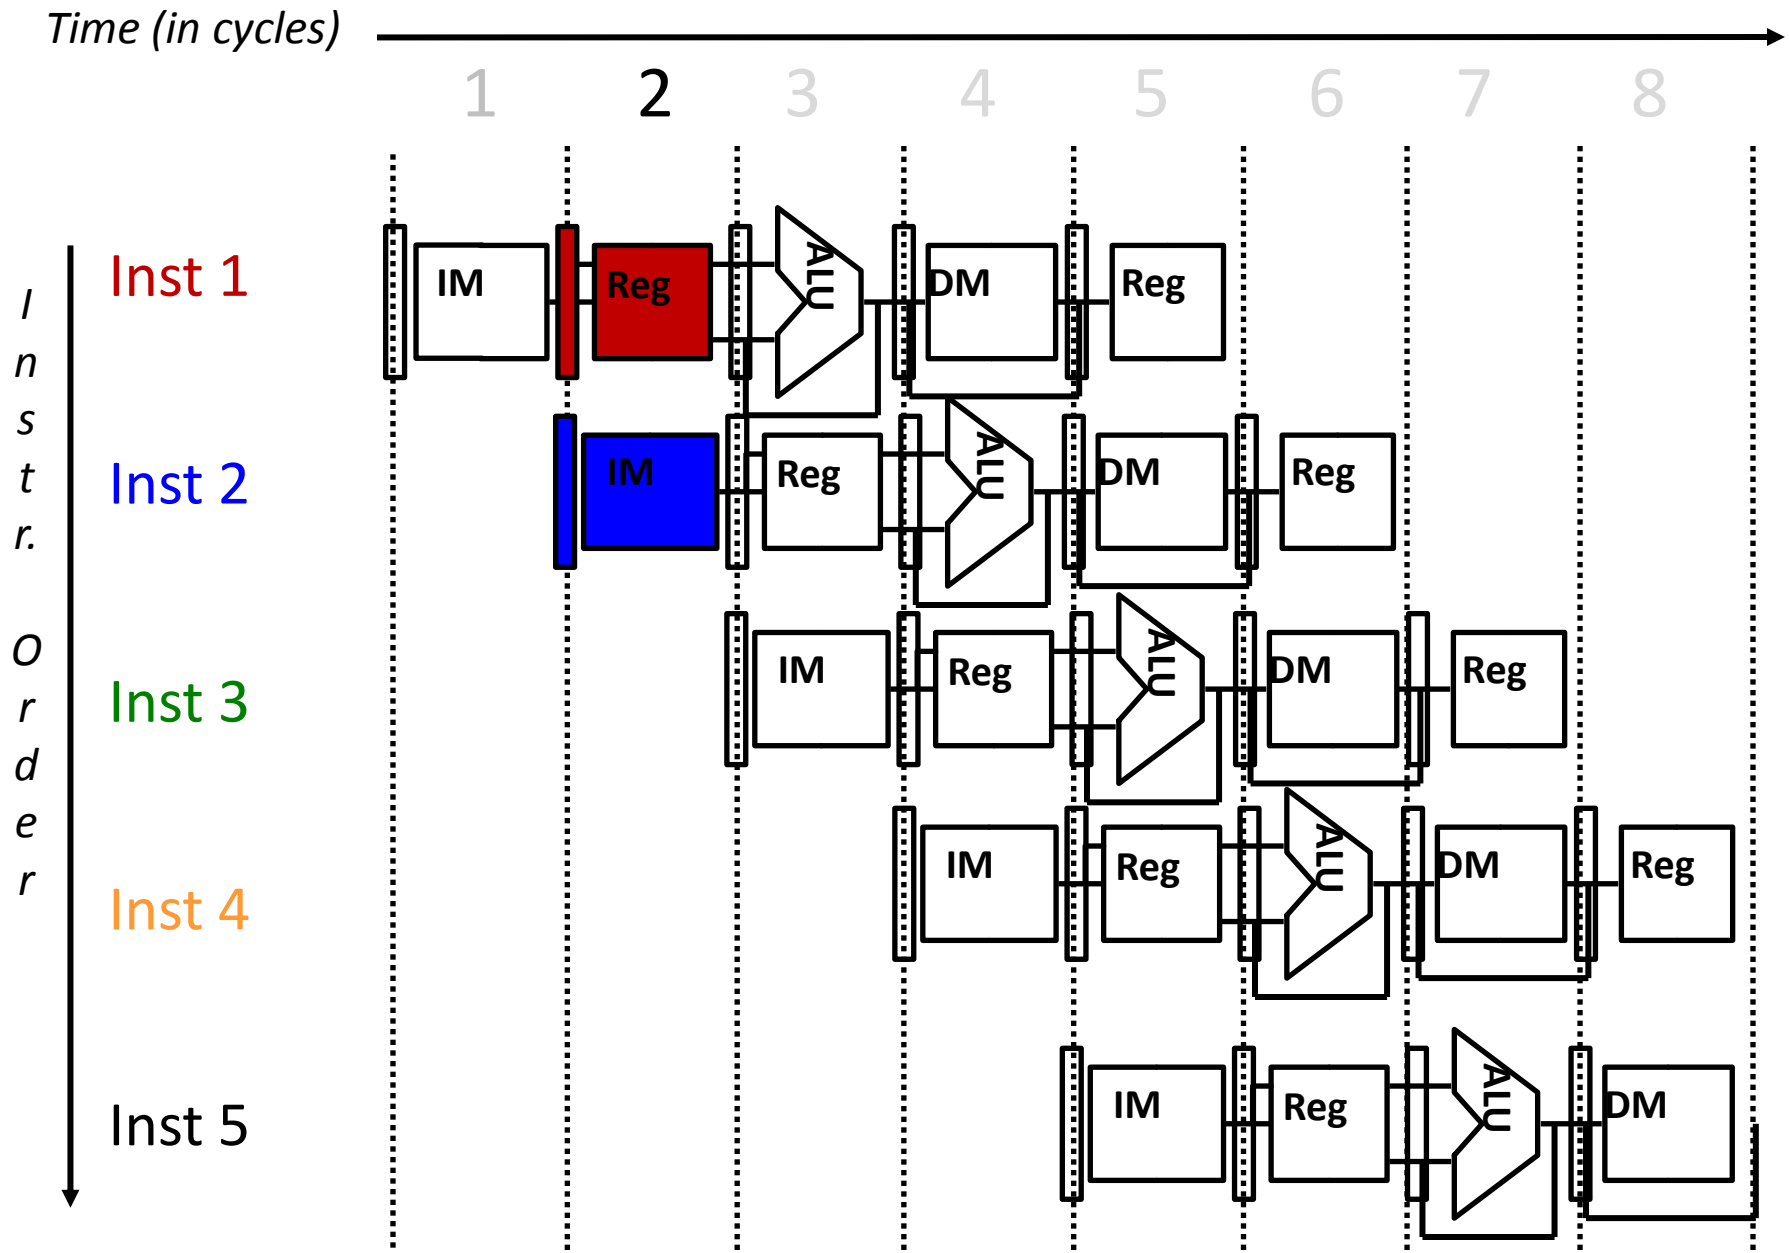 Time (in cycles)
1 2 3 4 5 6 7 8
Instr. Order
Inst 1 IM Reg ALU DM Reg
Inst 2 IM Reg ALU DM Reg
Inst 3 IM Reg ALU DM Reg
Inst 4 IM Reg ALU DM Reg
Inst 5 IM Reg ALU DM